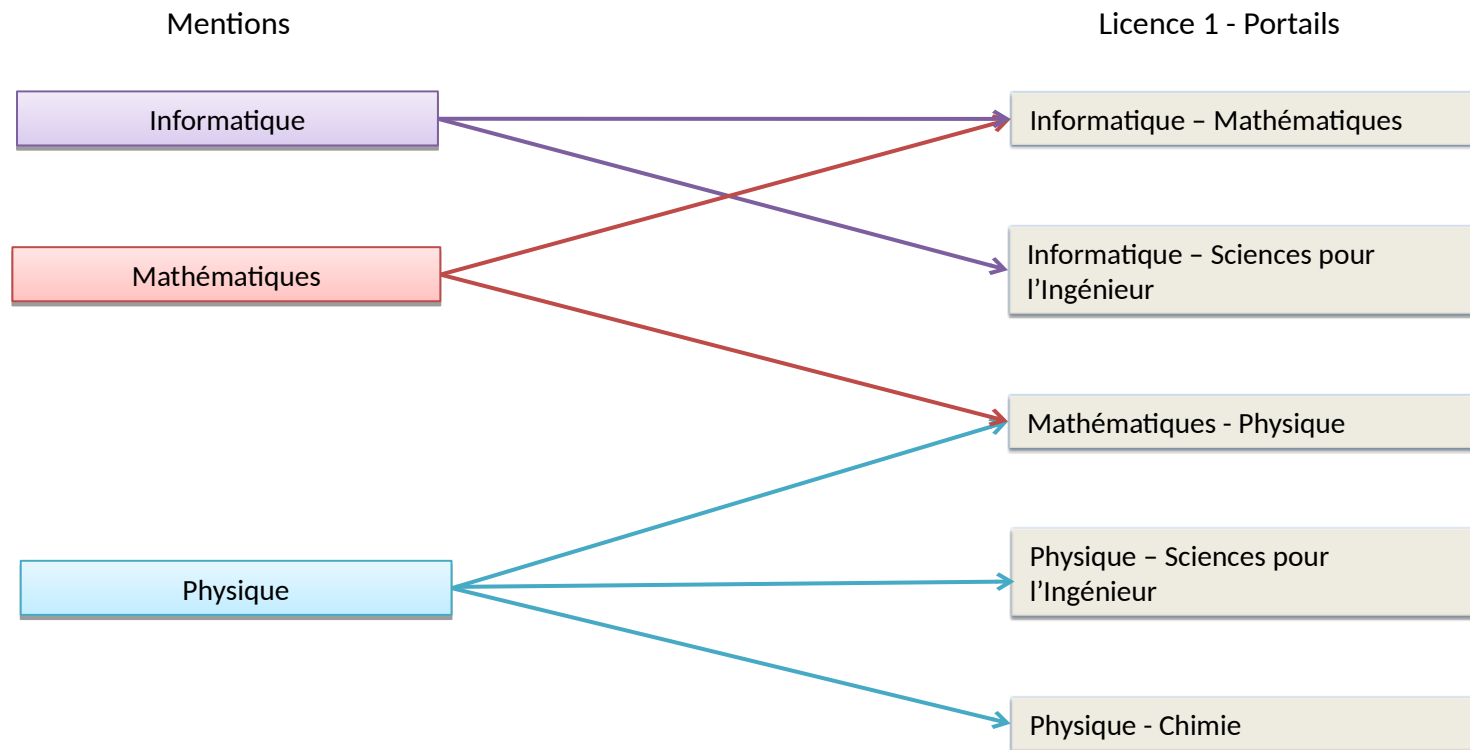 Mentions
Licence 1 - Portails
Informatique
Informatique – Mathématiques
Informatique – Sciences pour
l’Ingénieur
Mathématiques
Mathématiques - Physique
Physique – Sciences pour
l’Ingénieur
Physique
Physique - Chimie